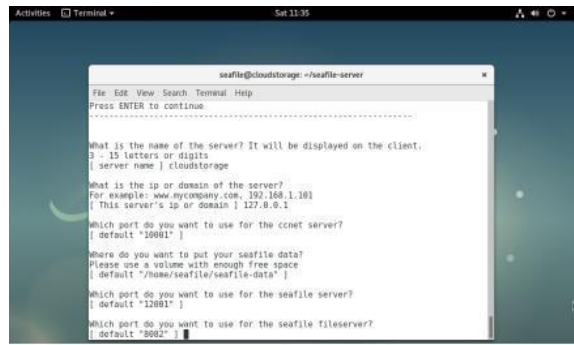 Activities Terminal Sat 11:35
seafile@cloudstorage: ~/seafile-server
File Edit View Search Terminal Help
Press ENTER to continue
----------------------------------------------------------------
What is the name of the server? It will be displayed on the client.
3 - 15 letters or digits
[ server name ] cloudstorage
What is the ip or domain of the server?
For example: www.mycompany.com, 192.168.1.101
[ This server's ip or domain ] 127.0.0.1
Which port do you want to use for the ccnet server?
[ default "10001" ]
Where do you want to put your seafile data?
Please use a volume with enough free space
[ default "/home/seafile/seafile-data" ]
Which port do you want to use for the seafile server?
[ default "12001" ]
Which port do you want to use for the seafile fileserver?
[ default "8082" ]